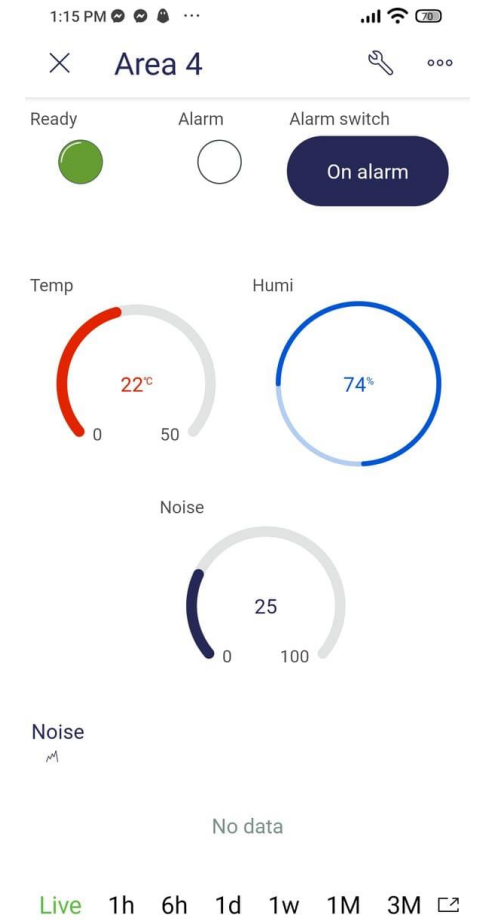 1:15 PM
70
Area 4
Ready Alarm Alarm switch
On alarm
Temp Humi
22°C 74%
0 50
Noise
25
0 100
Noise
No data
Live 1h 6h 1d 1w 1M 3M